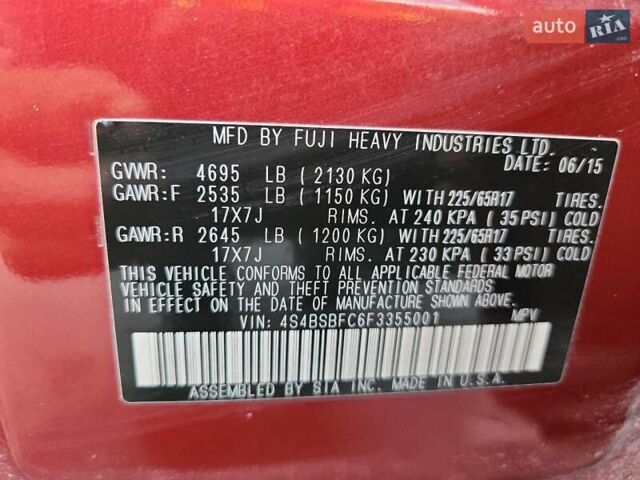 auto RIA.com
MFD BY FUJI HEAVY INDUSTRIES LTD.
DATE: 06/15
GVWR: 4695 LB ( 2130 KG)
GAWR:F 2535 LB ( 1150 KG) WITH 225/65R17 TIRES.
17X7J RIMS. AT 240 KPA ( 35 PSI) COLD
GAWR:R 2645 LB ( 1200 KG) WITH 225/65R17 TIRES.
17X7J RIMS. AT 230 KPA ( 33 PSI) COLD
THIS VEHICLE CONFORMS TO ALL APPLICABLE FEDERAL MOTOR
VEHICLE SAFETY AND THEFT PREVENTION STANDARDS
IN EFFECT ON THE DATE OF MANUFACTURE SHOWN ABOVE.
VIN: 4S4BSBFC6F3355001 MPV
ASSEMBLED BY SIA INC. MADE IN U.S.A.